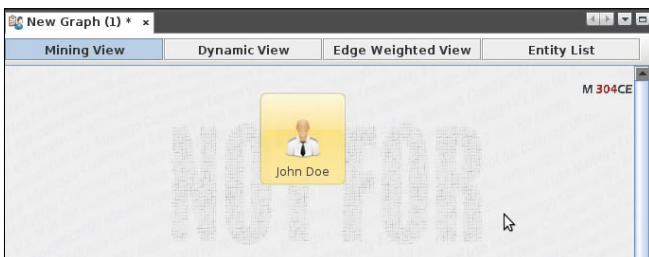 New Graph (1) *
Mining View Dynamic View Edge Weighted View Entity List
M 304CE
NOT FOR
John Doe